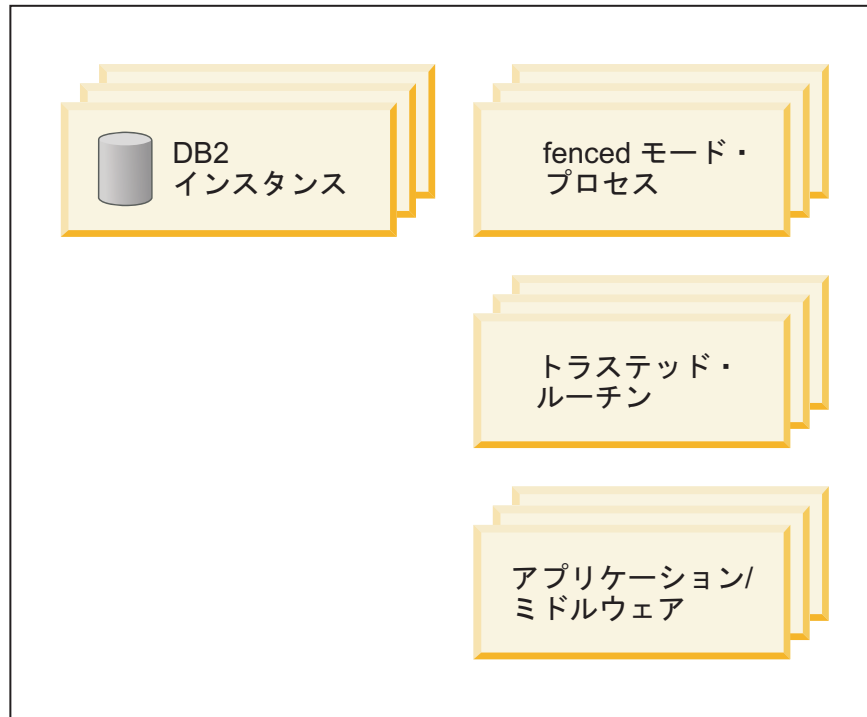 DB2
インスタンス
fenced モード・
プロセス
トラステッド・
ルーチン
アプリケーション/
ミドルウェア